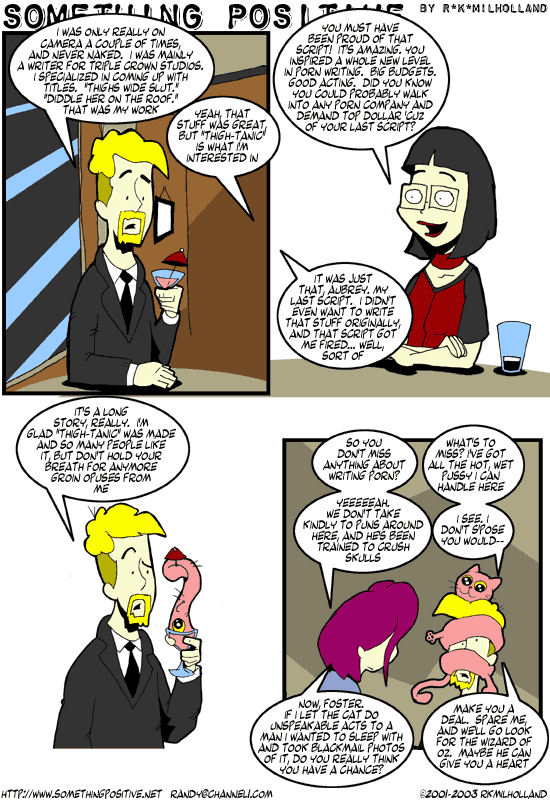 SOMETHING POSITIVE BY R*K*MILHOLLAND
I WAS ONLY REALLY ON
CAMERA A COUPLE OF TIMES,
AND NEVER NAKED. I WAS MAINLY
A WRITER FOR TRIPLE CROWN STUDIOS.
I SPECIALIZED IN COMING UP WITH
TITLES. "THIGHS WIDE SLUT."
"DIDDLE HER ON THE ROOF."
THAT WAS MY WORK
YEAH, THAT
STUFF WAS GREAT,
BUT "THIGH-TANIC"
IS WHAT I'M
INTERESTED IN
YOU MUST HAVE
BEEN PROUD OF THAT
SCRIPT! IT'S AMAZING. YOU
INSPIRED A WHOLE NEW LEVEL
IN PORN WRITING. BIG BUDGETS.
GOOD ACTING. DID YOU KNOW
YOU COULD PROBABLY WALK
INTO ANY PORN COMPANY AND
DEMAND TOP DOLLAR 'CUZ
OF YOUR LAST SCRIPT?
IT WAS JUST
THAT, AUBREY. MY
LAST SCRIPT. I DIDN'T
EVEN WANT TO WRITE
THAT STUFF ORIGINALLY,
AND THAT SCRIPT GOT
ME FIRED... WELL,
SORT OF
IT'S A LONG
STORY, REALLY. I'M
GLAD "THIGH-TANIC" WAS MADE
AND SO MANY PEOPLE LIKE
IT, BUT DON'T HOLD YOUR
BREATH FOR ANYMORE
GROIN OPUSES FROM
ME
SO YOU
DON'T MISS
ANYTHING ABOUT
WRITING PORN?
WHAT'S TO
MISS? I'VE GOT
ALL THE HOT, WET
PUSSY I CAN
HANDLE HERE
YEEEEEAH.
WE DON'T TAKE
KINDLY TO PUNS AROUND
HERE, AND HE'S BEEN
TRAINED TO CRUSH
SKULLS
I SEE. I
DON'T S'POSE
YOU WOULD--
NOW, FOSTER.
IF I LET THE CAT DO
UNSPEAKABLE ACTS TO A
MAN I WANTED TO SLEEP WITH
AND TOOK BLACKMAIL PHOTOS
OF IT, DO YOU REALLY THINK
YOU HAVE A CHANCE?
MAKE YOU A
DEAL. SPARE ME,
AND WE'LL GO LOOK
FOR THE WIZARD OF
OZ. MAYBE HE CAN
GIVE YOU A HEART
HTTP://WWW.SOMETHINGPOSITIVE.NET RANDY@CHANNEL1.COM ©2001-2003 RKMILHOLLAND